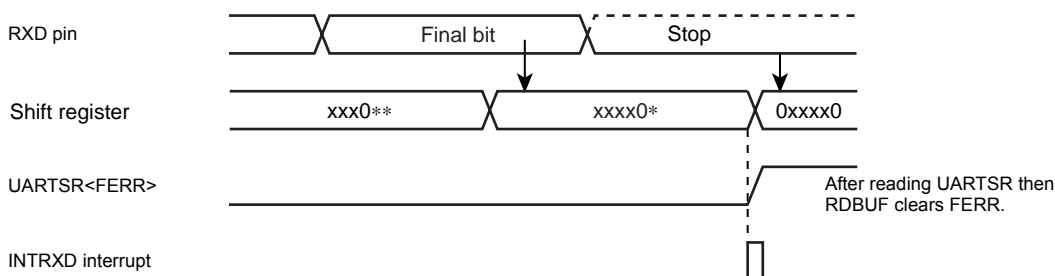 RXD pin
Final bit
Stop
Shift register
xxx0**
xxxx0*
0xxxx0
UARTSR<FERR>
After reading UARTSR then
RDBUF clears FERR.
INTRXD interrupt